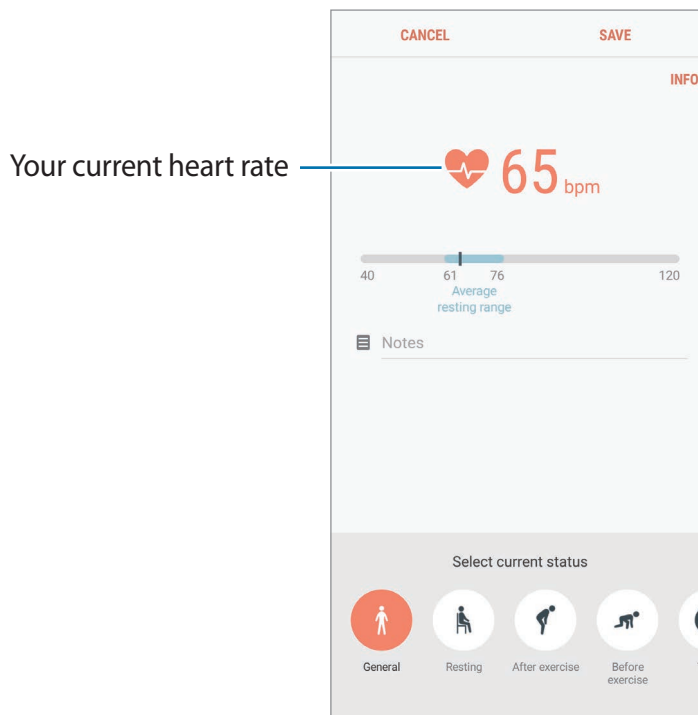 CANCEL SAVE
INFO
Your current heart rate
65 bpm
40 61 76 120
Average
resting range
Notes
Select current status
General Resting After exercise Before
exercise